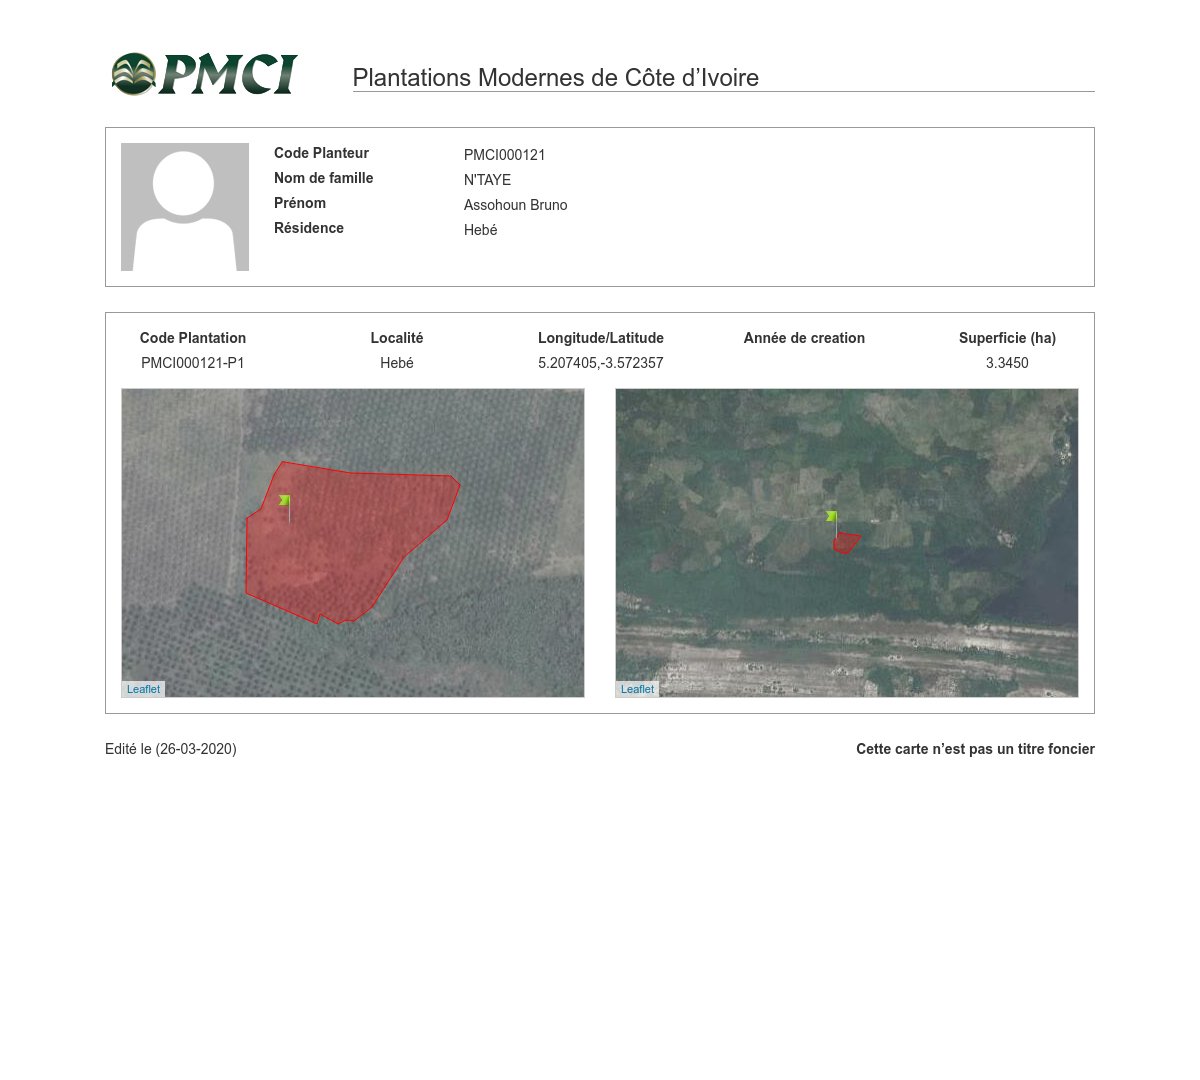 PMCI
Plantations Modernes de Côte d’Ivoire
Code Planteur PMCI000121
Nom de famille N'TAYE
Prénom Assohoun Bruno
Résidence Hebé
Code Plantation Localité Longitude/Latitude Année de creation Superficie (ha)
PMCI000121-P1 Hebé 5.207405,-3.572357 3.3450
Leaflet Leaflet
Edité le (26-03-2020) Cette carte n’est pas un titre foncier